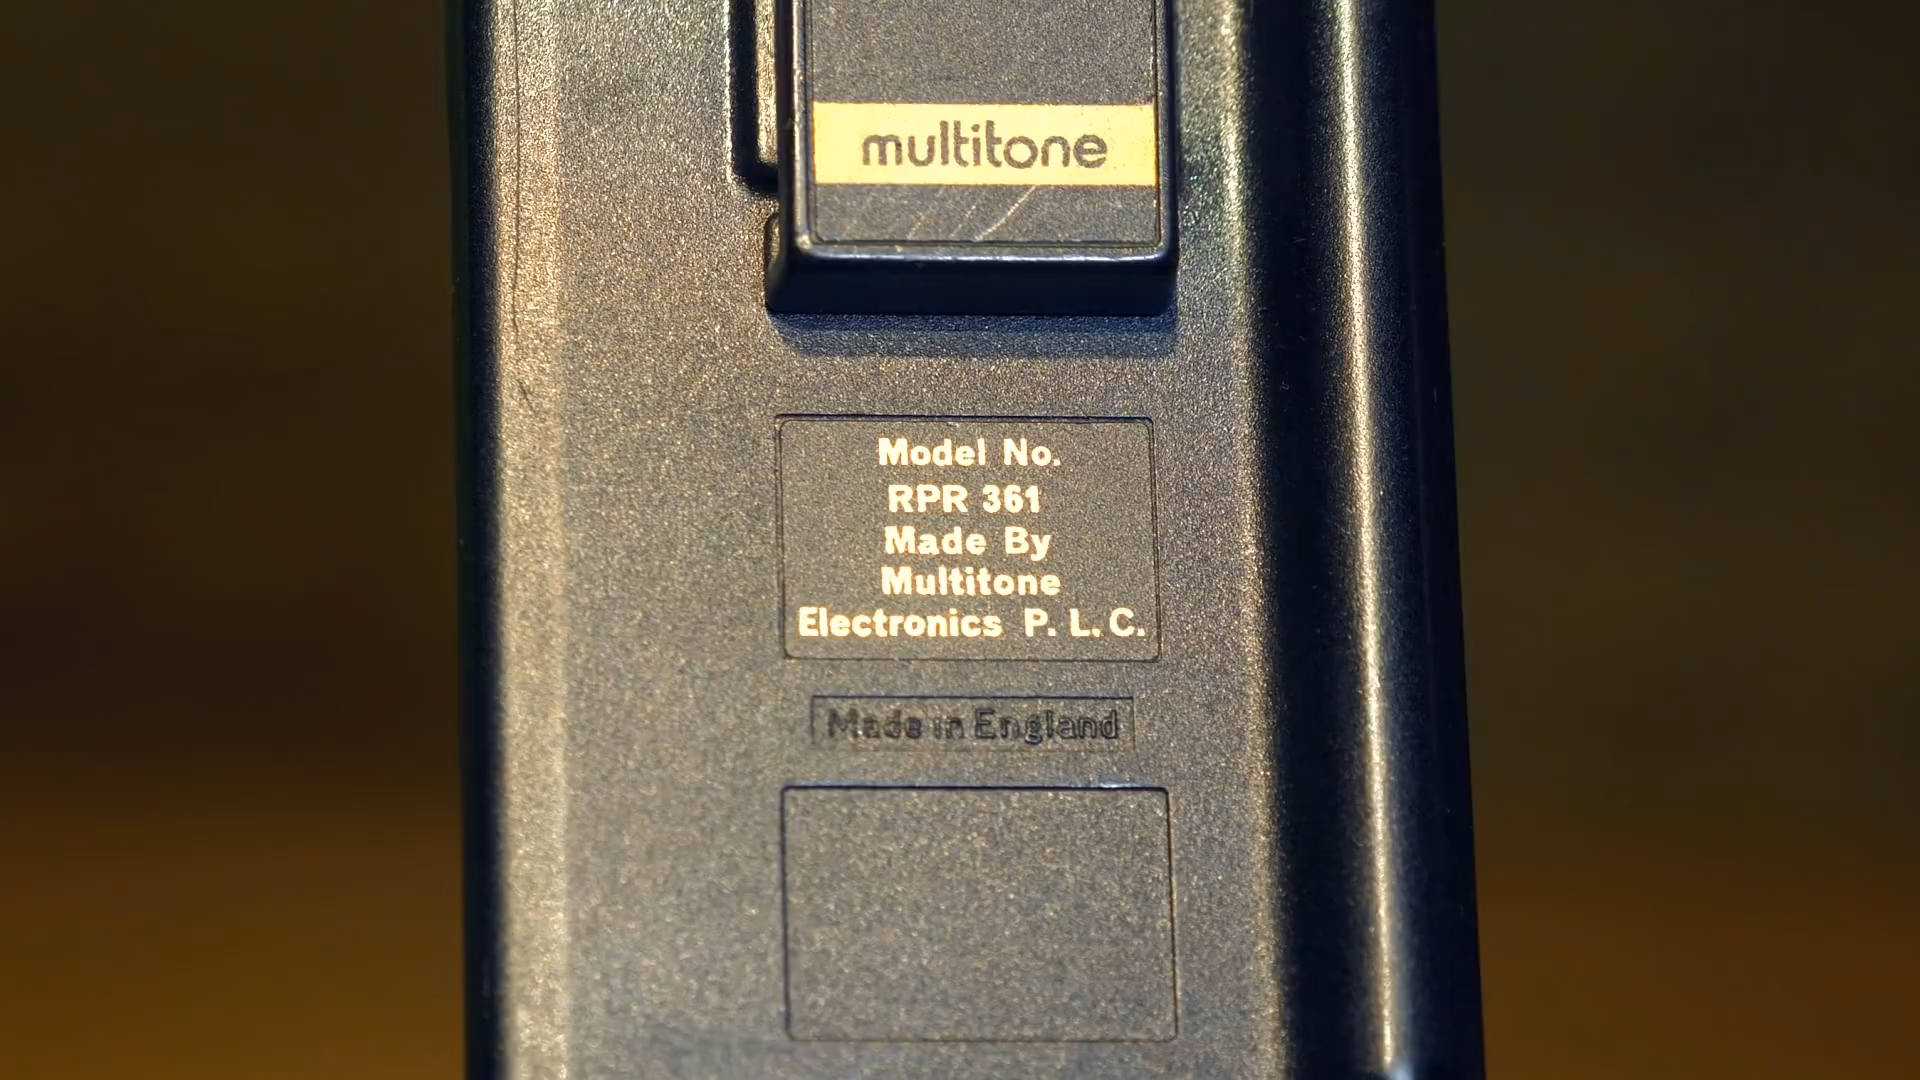 multitone
Model No.
RPR 361
Made By
Multitone
Electronics P. L. C.
Made in England